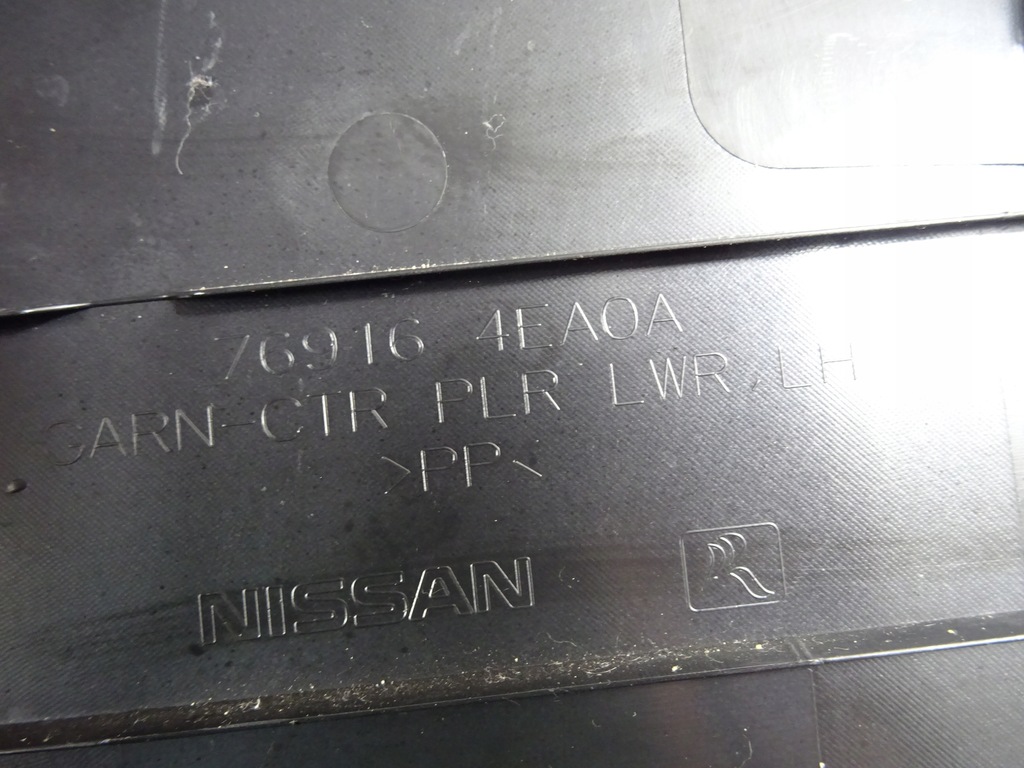 76916 4EA0A
GARN-CTR PLR LWR, LH
>PP<
NISSAN